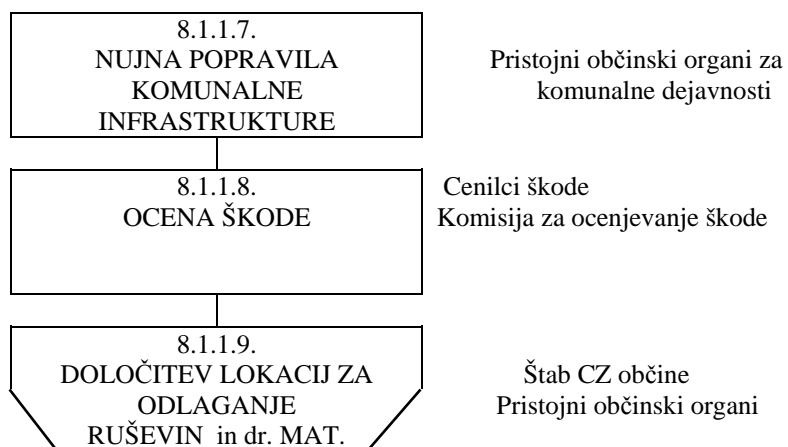 8.1.1.7.
NUJNA POPRAVILA
KOMUNALNE
INFRASTRUKTURE
Pristojni občinski organi za
komunalne dejavnosti
8.1.1.8.
OCENA ŠKODE
Cenilci škode
Komisija za ocenjevanje škode
8.1.1.9.
DOLOČITEV LOKACIJ ZA
ODLAGANJE
RUŠEVIN in dr. MAT.
Štab CZ občine
Pristojni občinski organi